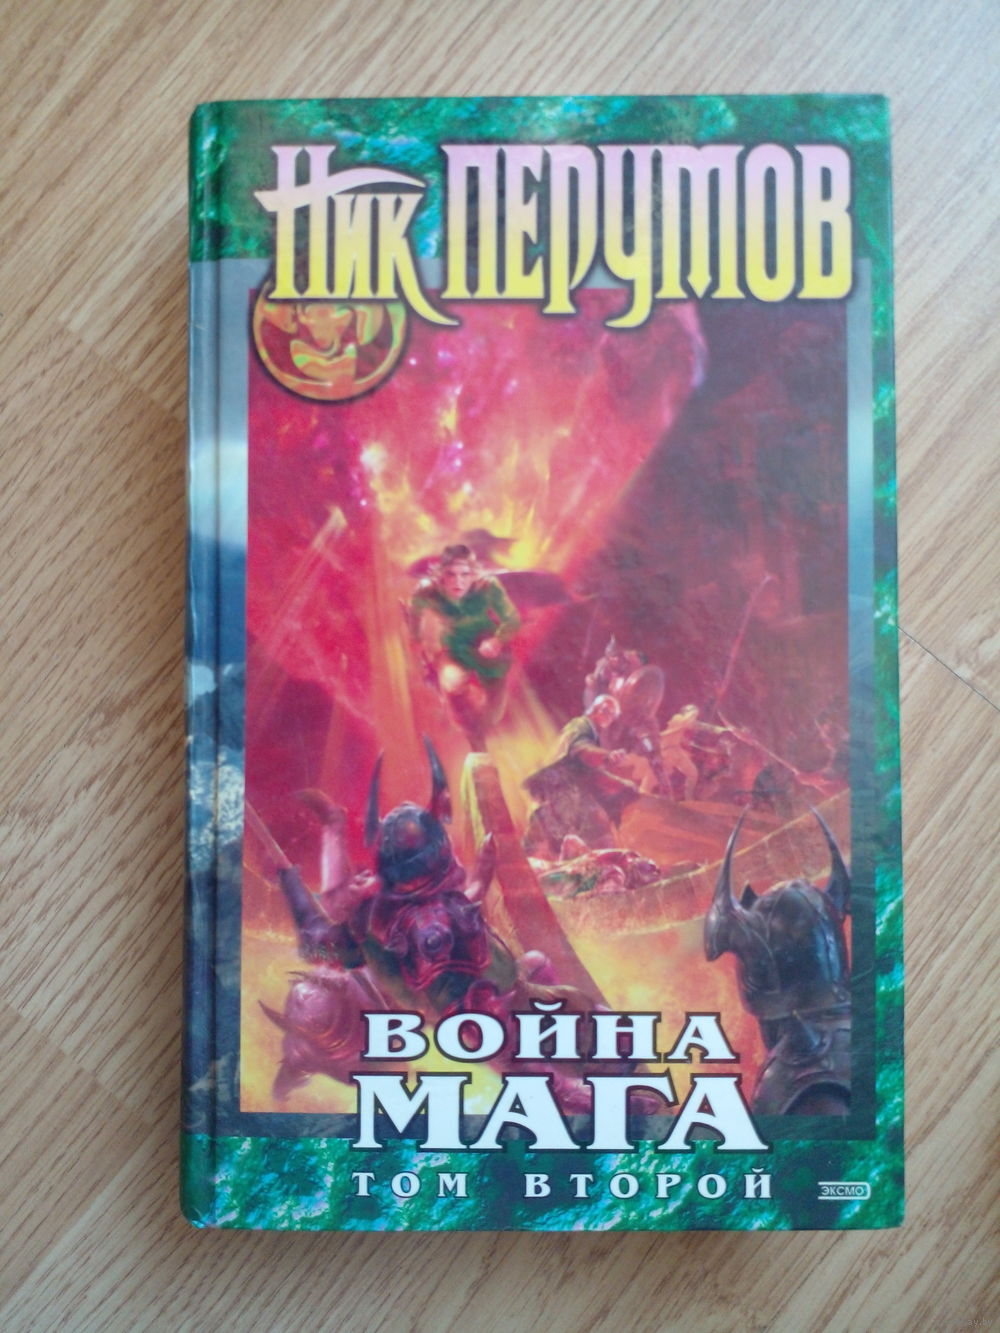 Ник ПЕРУМОВ
ВОЙНА
МАГА
ТОМ ВТОРОЙ
ЭКСМО